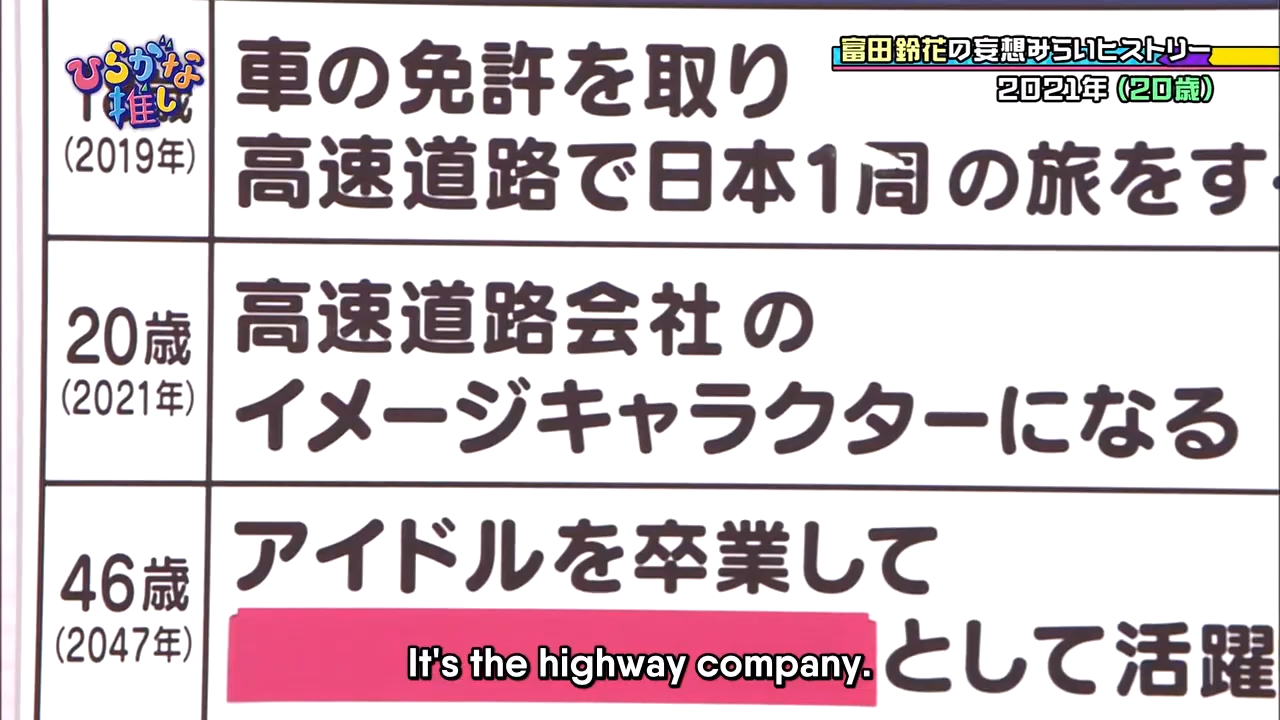 ひらがな推し
富田鈴花の妄想みらいヒストリー
2021年(20歳)
(2019年)
車の免許を取り
高速道路で日本1周の旅をす
20歳
(2021年)
高速道路会社の
イメージキャラクターになる
46歳
(2047年)
アイドルを卒業して
として活躍
It's the highway company.